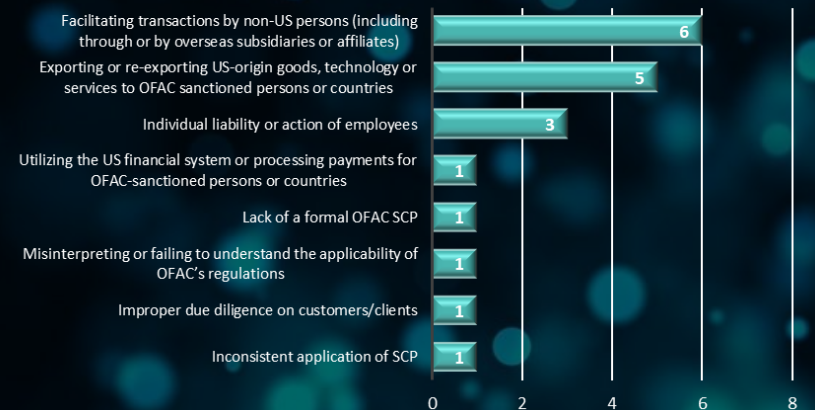 Facilitating transactions by non-US persons (including
through or by overseas subsidiaries or affiliates)
6
Exporting or re-exporting US-origin goods, technology or
services to OFAC sanctioned persons or countries
5
Individual liability or action of employees
3
Utilizing the US financial system or processing payments for
OFAC-sanctioned persons or countries
1
Lack of a formal OFAC SCP
1
Misinterpreting or failing to understand the applicability of
OFAC’s regulations
1
Improper due diligence on customers/clients
1
Inconsistent application of SCP
1
0 2 4 6 8